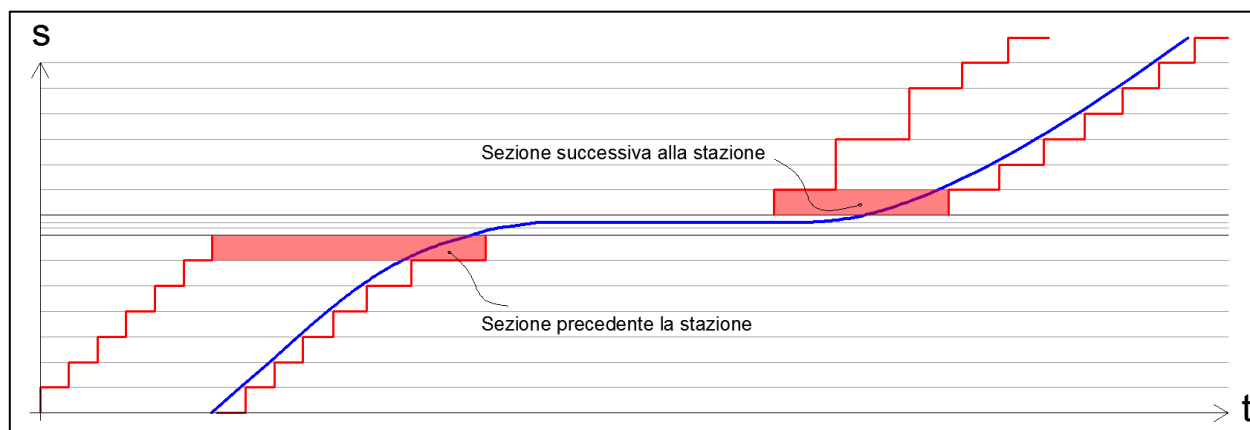 s
Sezione successiva alla stazione
Sezione precedente la stazione
t